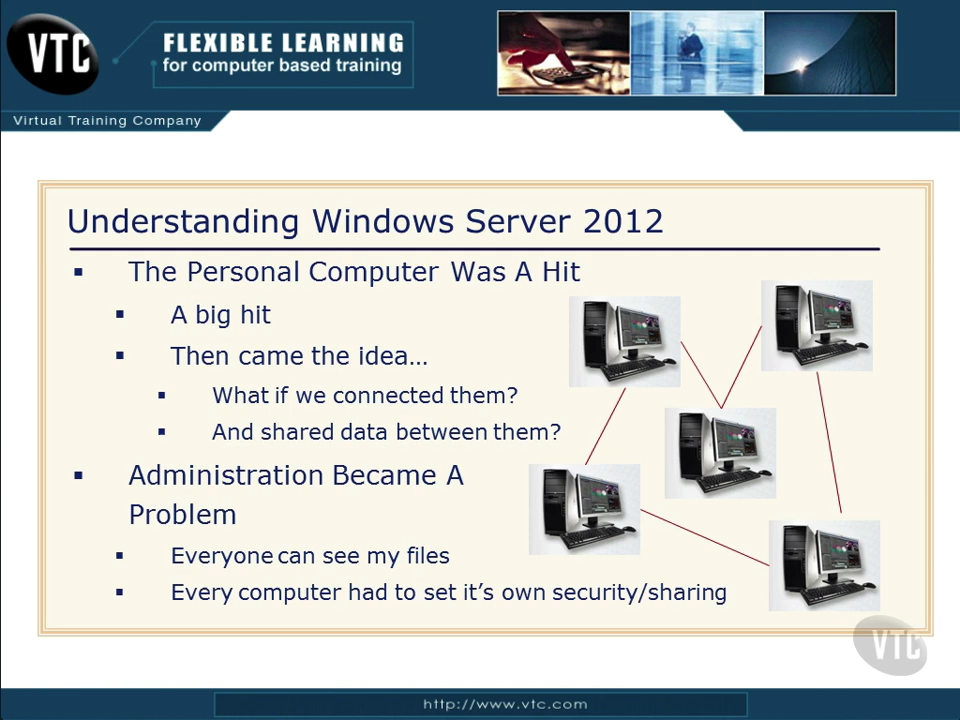 VTC
FLEXIBLE LEARNING
for computer based training
Virtual Training Company
Understanding Windows Server 2012
The Personal Computer Was A Hit
A big hit
Then came the idea…
What if we connected them?
And shared data between them?
Administration Became A
Problem
Everyone can see my files
Every computer had to set it’s own security/sharing
VTC
http://www.vtc.com